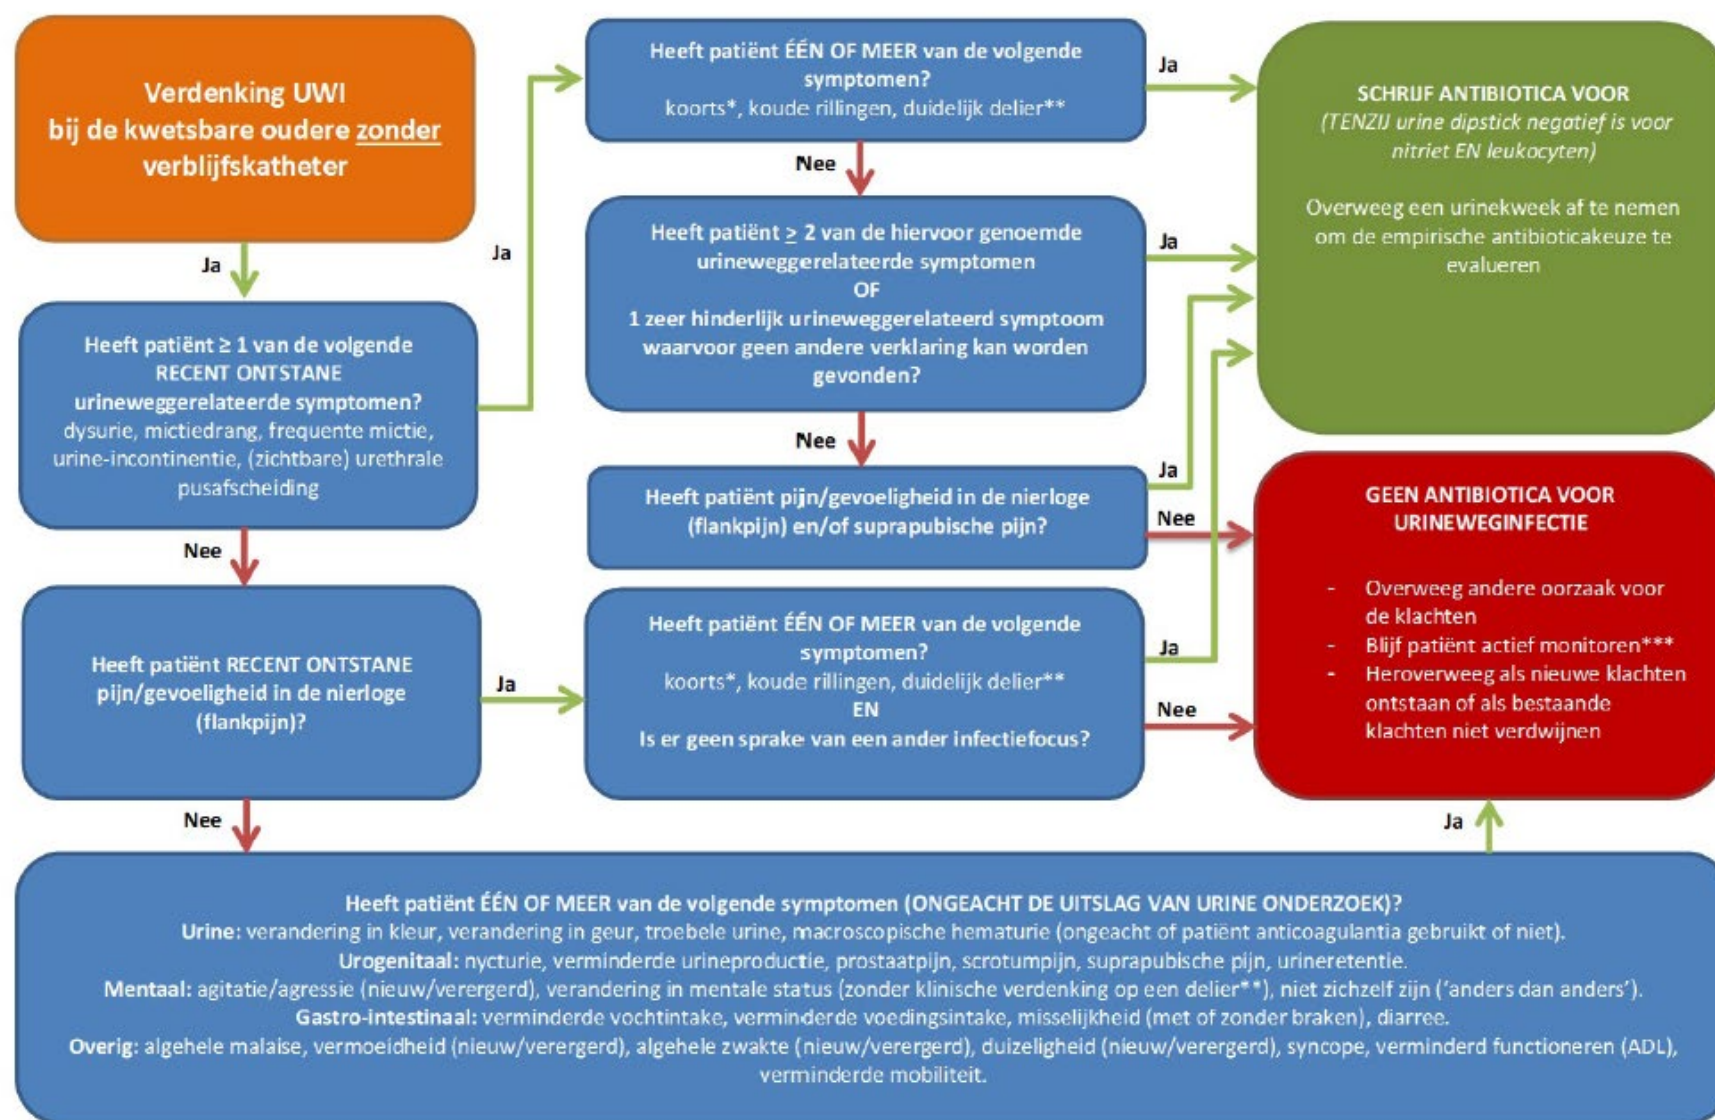 Verdenking UWI
bij de kwetsbare oudere zonder
verblijfskatheter
Ja
Heeft patiënt ≥ 1 van de volgende
RECENT ONTSTANE
urineweggerelateerde symptomen?
dysurie, mictiedrang, frequente mictie,
urine-incontinentie, (zichtbare) urethrale
pusafscheiding
Ja
Nee
Heeft patiënt RECENT ONTSTANE
pijn/gevoeligheid in de nierloge
(flankpijn)?
Ja
Nee
Heeft patiënt ÉÉN OF MEER van de volgende
symptomen?
koorts*, koude rillingen, duidelijk delier**
Ja
Nee
Heeft patiënt ≥ 2 van de hiervoor genoemde
urineweggerelateerde symptomen
OF
1 zeer hinderlijk urineweggerelateerd symptoom
waarvoor geen andere verklaring kan worden
gevonden?
Ja
Nee
Heeft patiënt pijn/gevoeligheid in de nierloge
(flankpijn) en/of suprapubische pijn?
Ja
Nee
Heeft patiënt ÉÉN OF MEER van de volgende
symptomen?
koorts*, koude rillingen, duidelijk delier**
EN
Is er geen sprake van een ander infectiefocus?
Ja
Nee
SCHRIJF ANTIBIOTICA VOOR
(TENZIJ urine dipstick negatief is voor
nitriet EN leukocyten)
Overweeg een urinekweek af te nemen
om de empirische antibioticakeuze te
evalueren
GEEN ANTIBIOTICA VOOR
URINEWEGINFECTIE
- Overweeg andere oorzaak voor
de klachten
- Blijf patiënt actief monitoren***
- Heroverweeg als nieuwe klachten
ontstaan of als bestaande
klachten niet verdwijnen
Ja
Heeft patiënt ÉÉN OF MEER van de volgende symptomen (ONGEACHT DE UITSLAG VAN URINE ONDERZOEK)?
Urine: verandering in kleur, verandering in geur, troebele urine, macroscopische hematurie (ongeacht of patiënt anticoagulantia gebruikt of niet).
Urogenitaal: nycturie, verminderde urineproductie, prostaatpijn, scrotumpijn, suprapubische pijn, urineretentie.
Mentaal: agitatie/agressie (nieuw/verergerd), verandering in mentale status (zonder klinische verdenking op een delier**), niet zichzelf zijn (‘anders dan anders’).
Gastro-intestinaal: verminderde vochtintake, verminderde voedingsintake, misselijkheid (met of zonder braken), diarree.
Overig: algehele malaise, vermoeidheid (nieuw/verergerd), algehele zwakte (nieuw/verergerd), duizeligheid (nieuw/verergerd), syncope, verminderd functioneren (ADL),
verminderde mobiliteit.